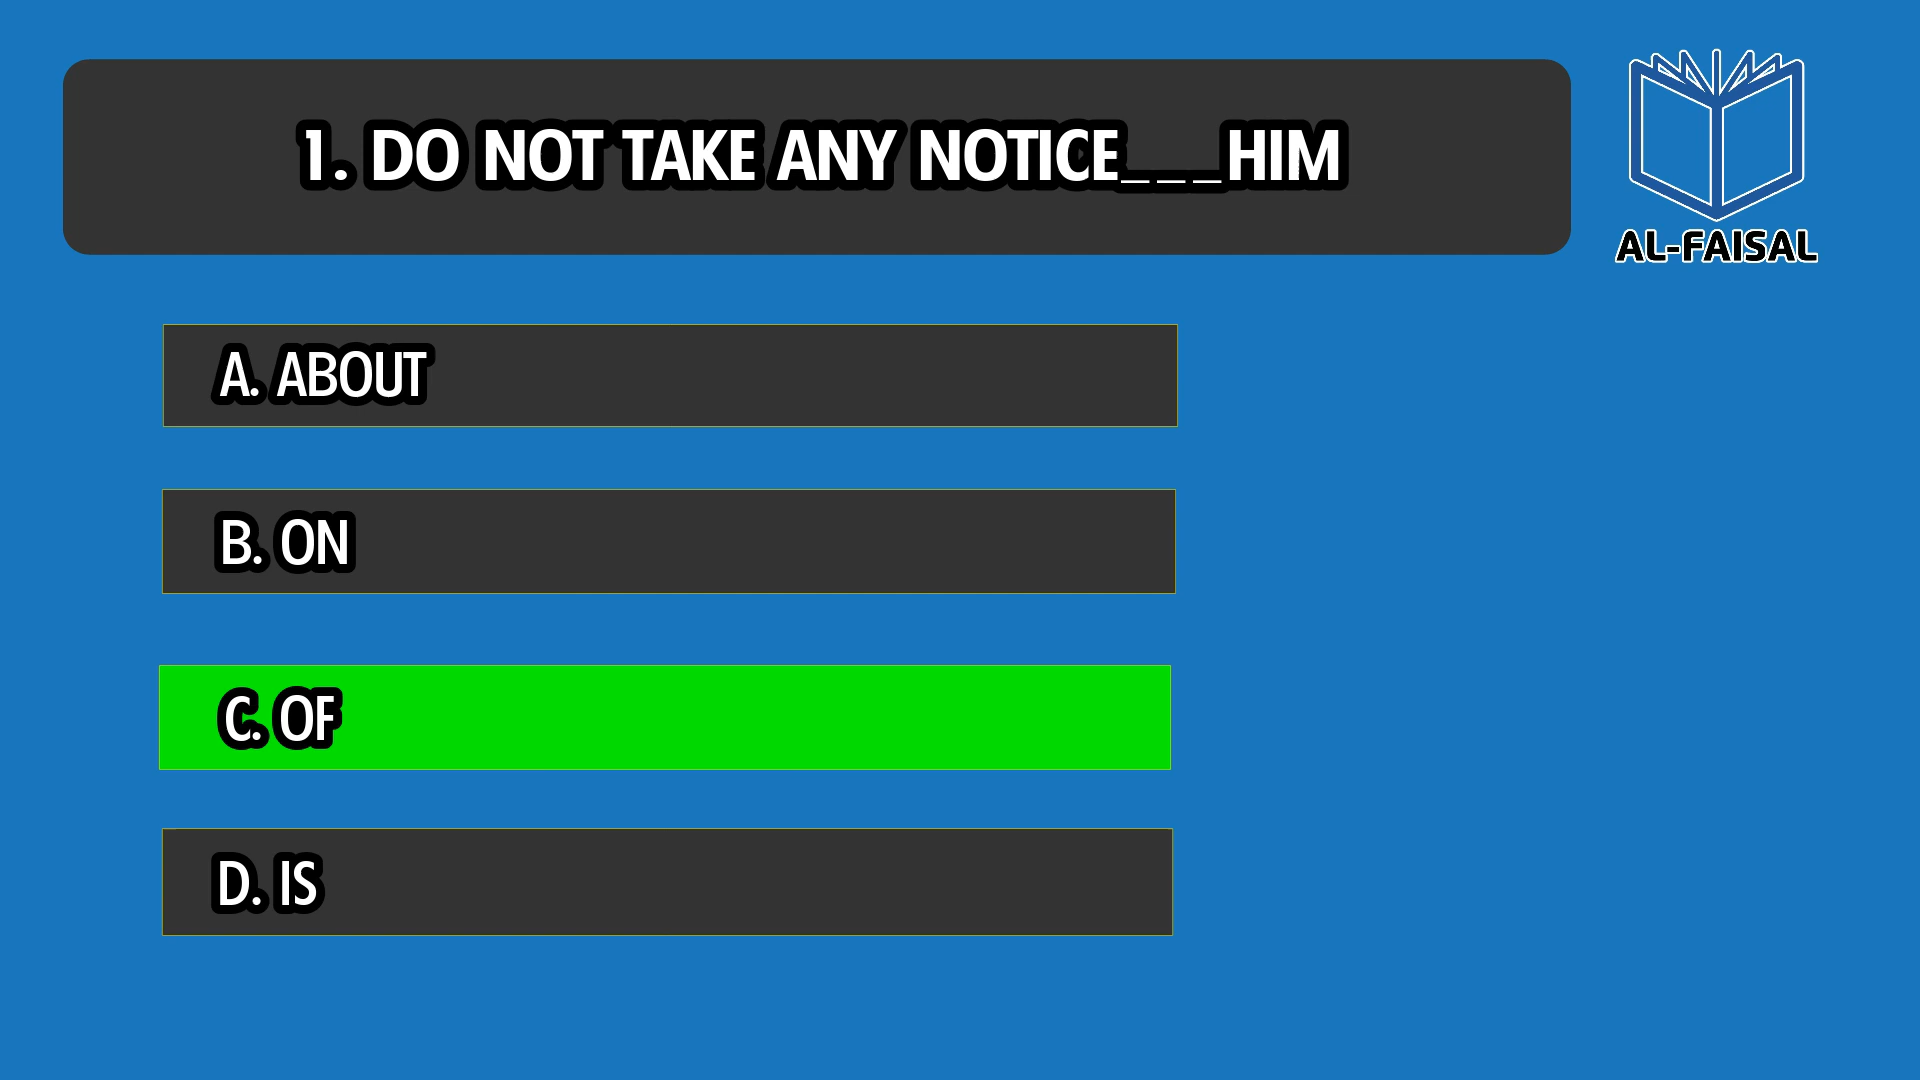 1. DO NOT TAKE ANY NOTICE___HIM
AL-FAISAL
A. ABOUT
B. ON
C. OF
D. IS